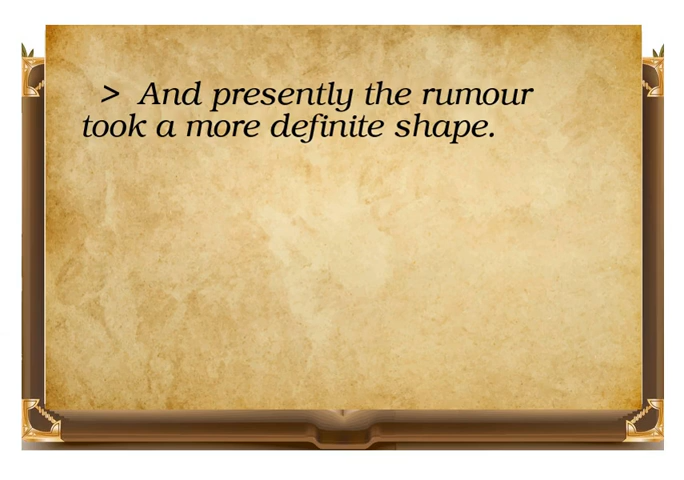 > And presently the rumour
took a more definite shape.